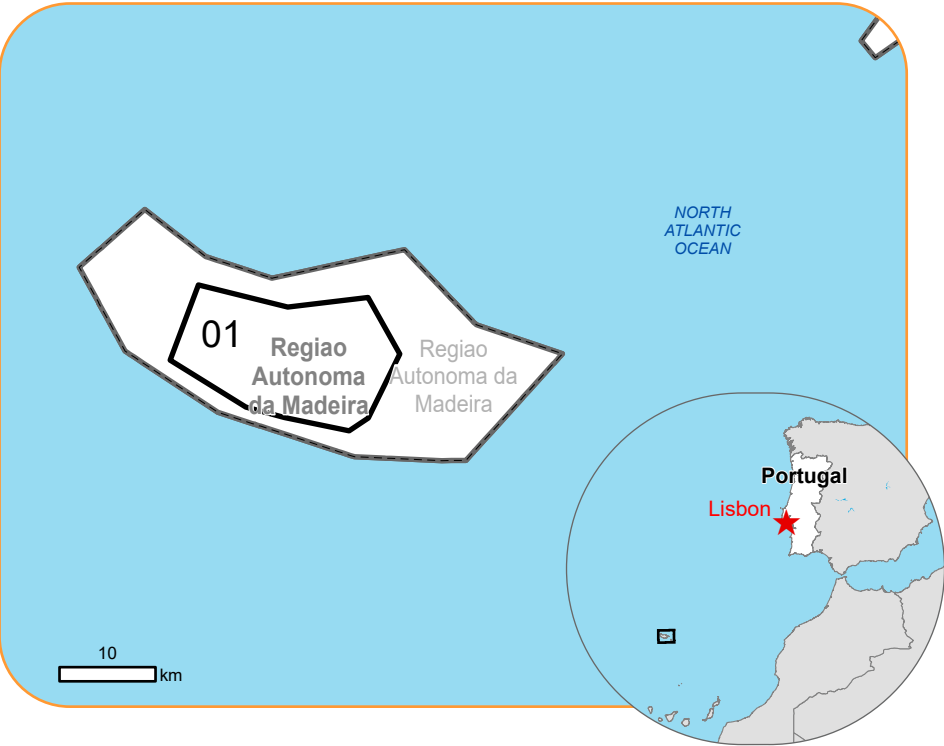 NORTH
ATLANTIC
OCEAN
01
Regiao
Autonoma
da Madeira
Regiao
Autonoma da
Madeira
Portugal
Lisbon
10
km